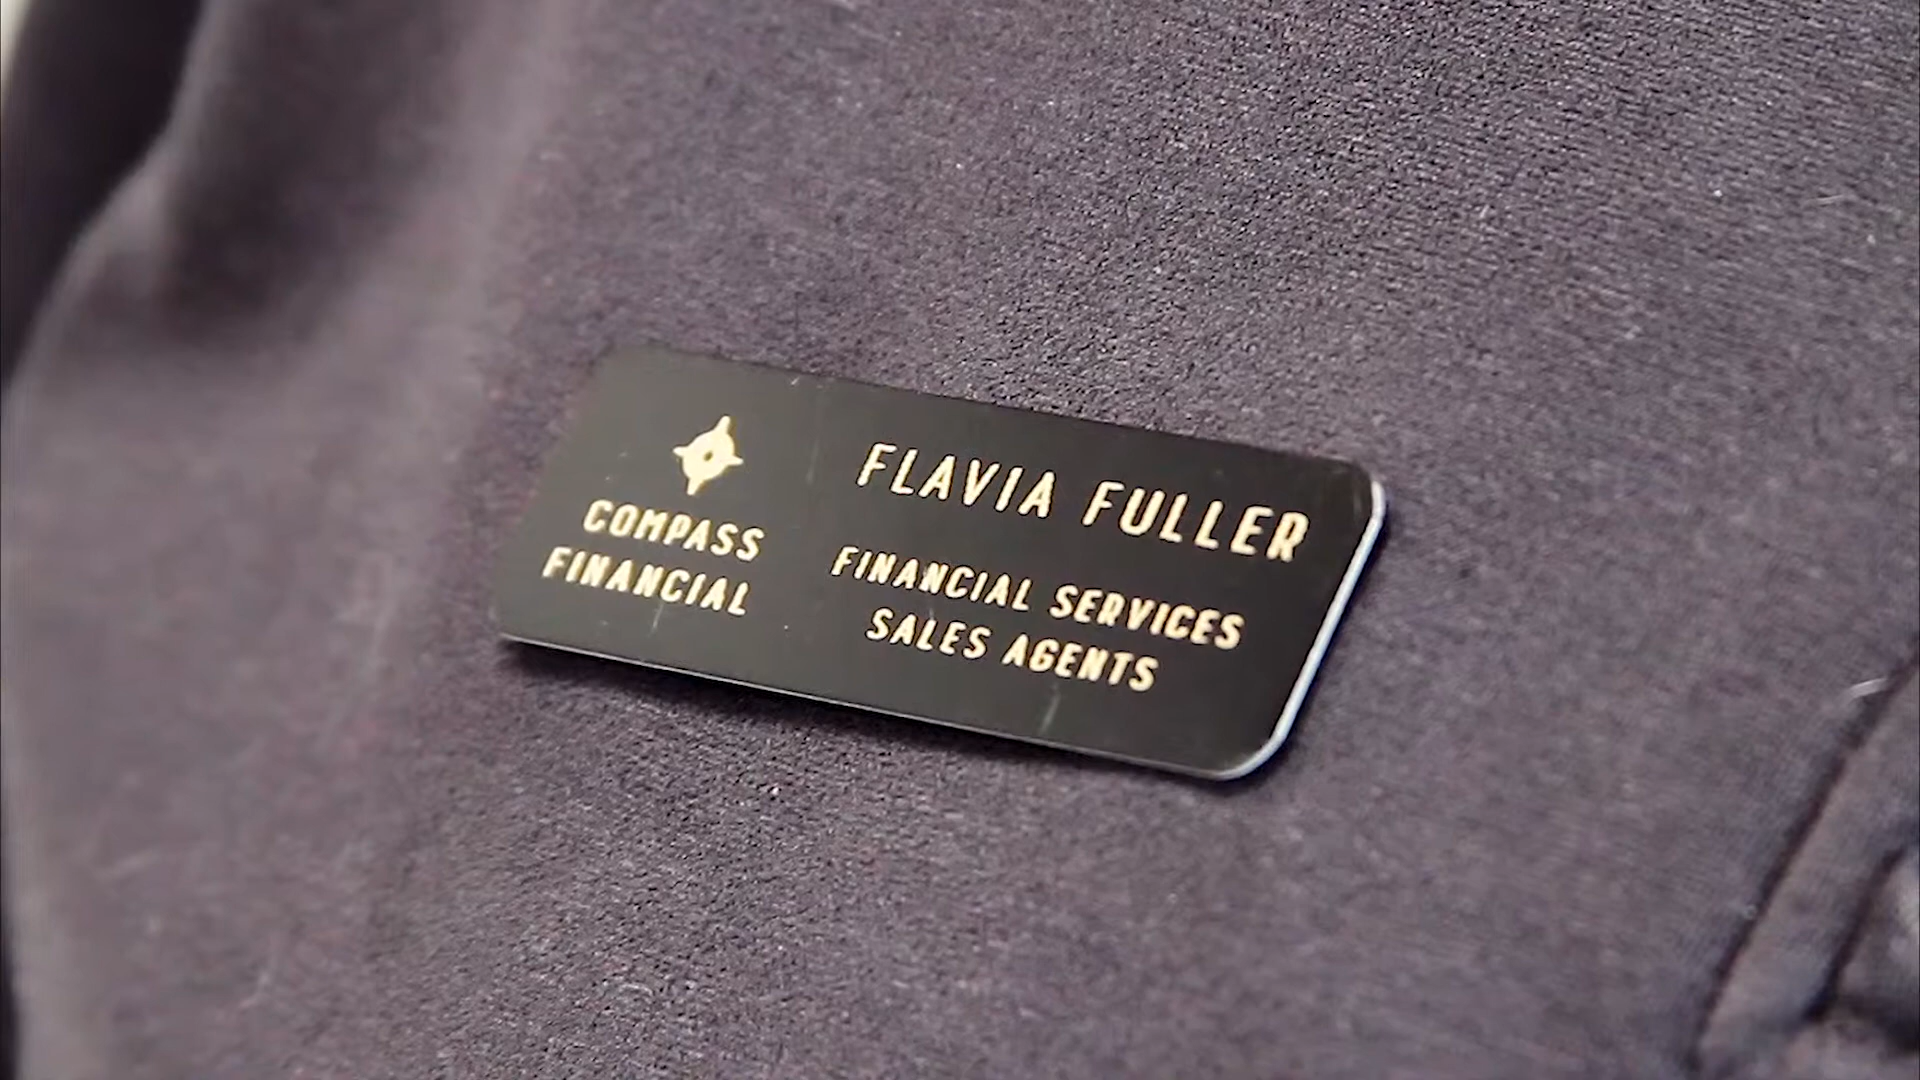 COMPASS
FINANCIAL
FLAVIA FULLER
FINANCIAL SERVICES
SALES AGENTS